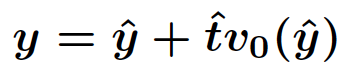 y = ŷ + t̂v₀(ŷ)